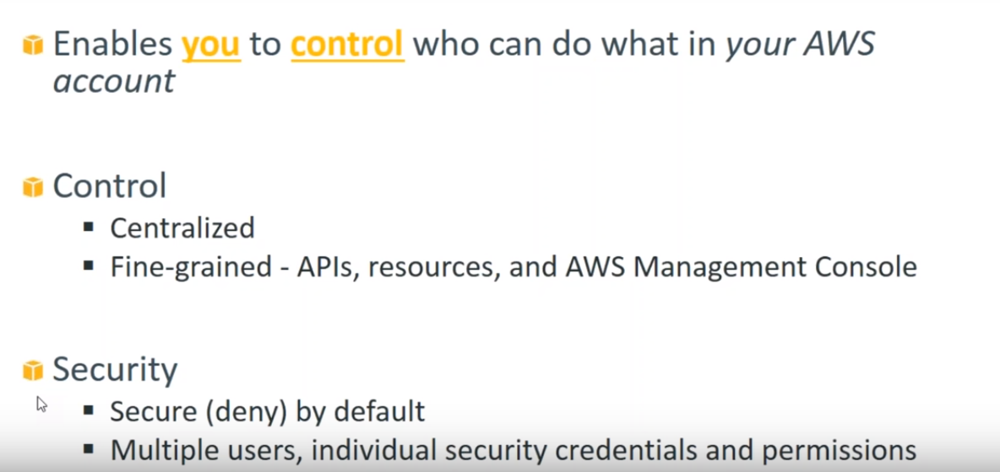 Enables you to control who can do what in your AWS
account
Control
Centralized
Fine-grained - APIs, resources, and AWS Management Console
Security
Secure (deny) by default
Multiple users, individual security credentials and permissions